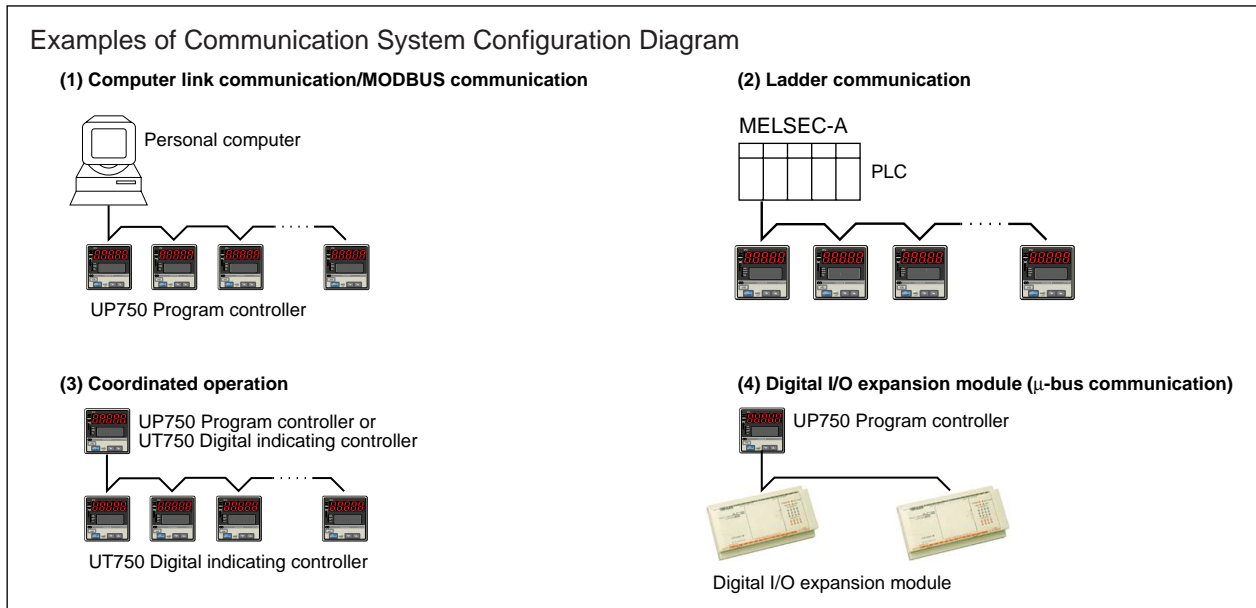 Examples of Communication System Configuration Diagram
(1) Computer link communication/MODBUS communication
Personal computer
UP750 Program controller
(2) Ladder communication
MELSEC-A
PLC
(3) Coordinated operation
UP750 Program controller or
UT750 Digital indicating controller
UT750 Digital indicating controller
(4) Digital I/O expansion module (μ-bus communication)
UP750 Program controller
Digital I/O expansion module